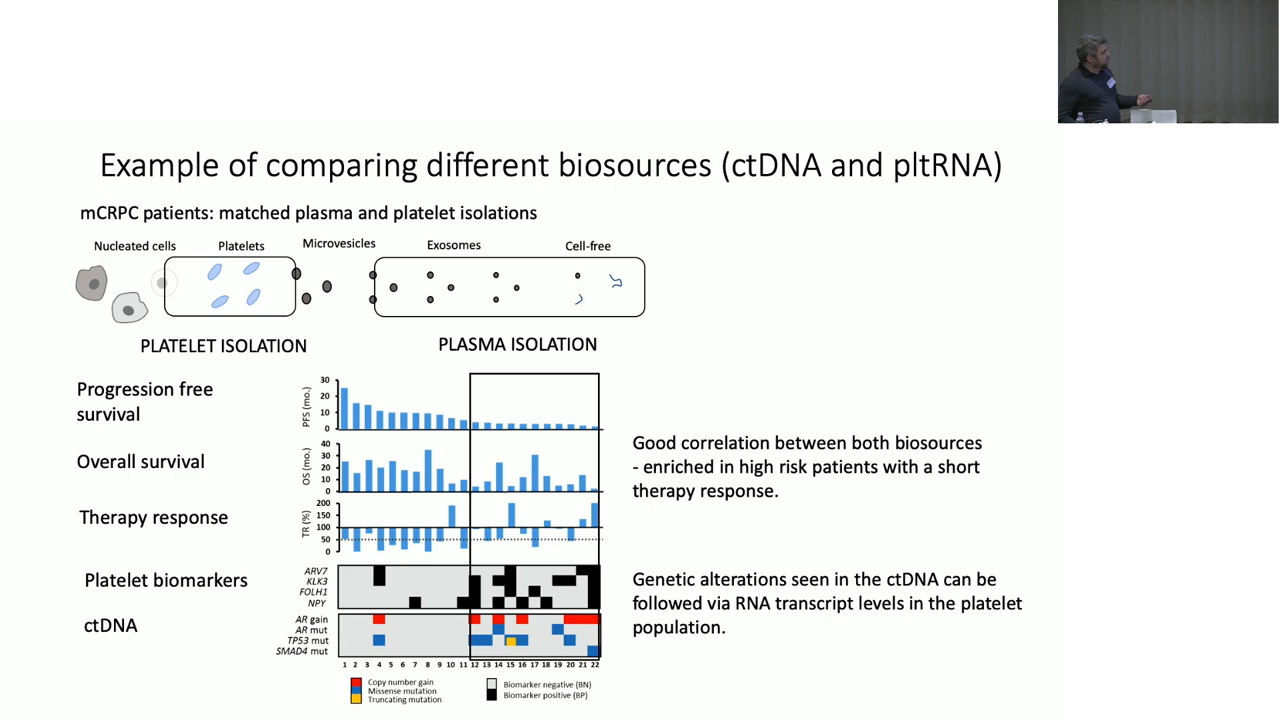 Example of comparing different biosources (ctDNA and pltRNA)
mCRPC patients: matched plasma and platelet isolations
Nucleated cells Platelets Microvesicles Exosomes Cell-free
PLATELET ISOLATION PLASMA ISOLATION
Progression free
survival
PFS (mo.)
30
20
10
0
Overall survival
OS (mo.)
40
30
20
10
0
Good correlation between both biosources
- enriched in high risk patients with a short
therapy response.
Therapy response
TR (%)
200
150
100
50
0
Platelet biomarkers
ARV7
KLK3
FOLH1
NPY
Genetic alterations seen in the ctDNA can be
followed via RNA transcript levels in the platelet
population.
ctDNA
AR gain
AR mut
TP53 mut
SMAD4 mut
1 2 3 4 5 6 7 8 9 10 11 12 13 14 15 16 17 18 19 20 21 22
Copy number gain
Missense mutation
Truncating mutation
Biomarker negative (BN)
Biomarker positive (BP)